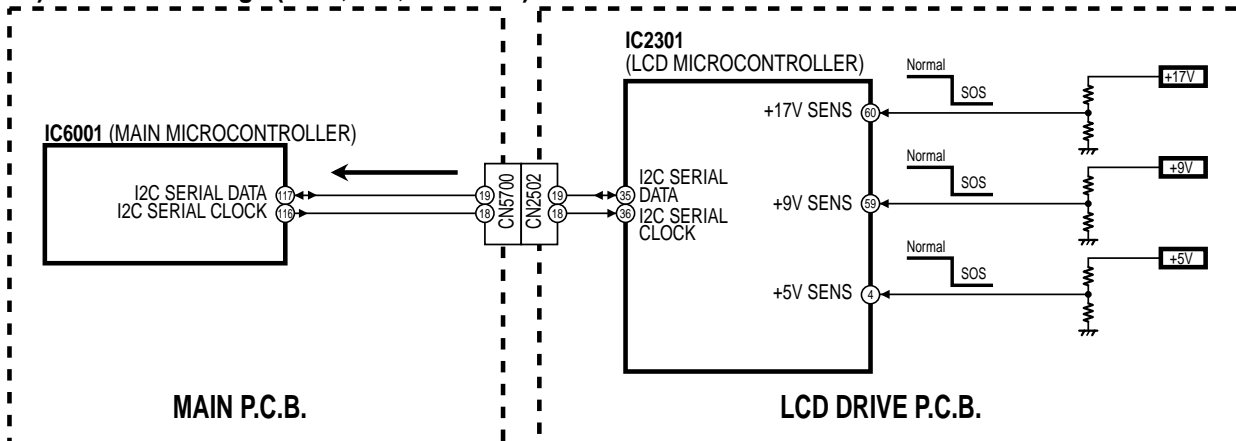 IC6001 (MAIN MICROCONTROLLER)
I2C SERIAL DATA 117
I2C SERIAL CLOCK 116
19
18
CN5700
CN2502
19
18
IC2301
(LCD MICROCONTROLLER)
35 I2C SERIAL
DATA
36 I2C SERIAL
CLOCK
+17V SENS 60
Normal
SOS
+17V
+9V SENS 59
Normal
SOS
+9V
+5V SENS 4
Normal
SOS
+5V
MAIN P.C.B.
LCD DRIVE P.C.B.